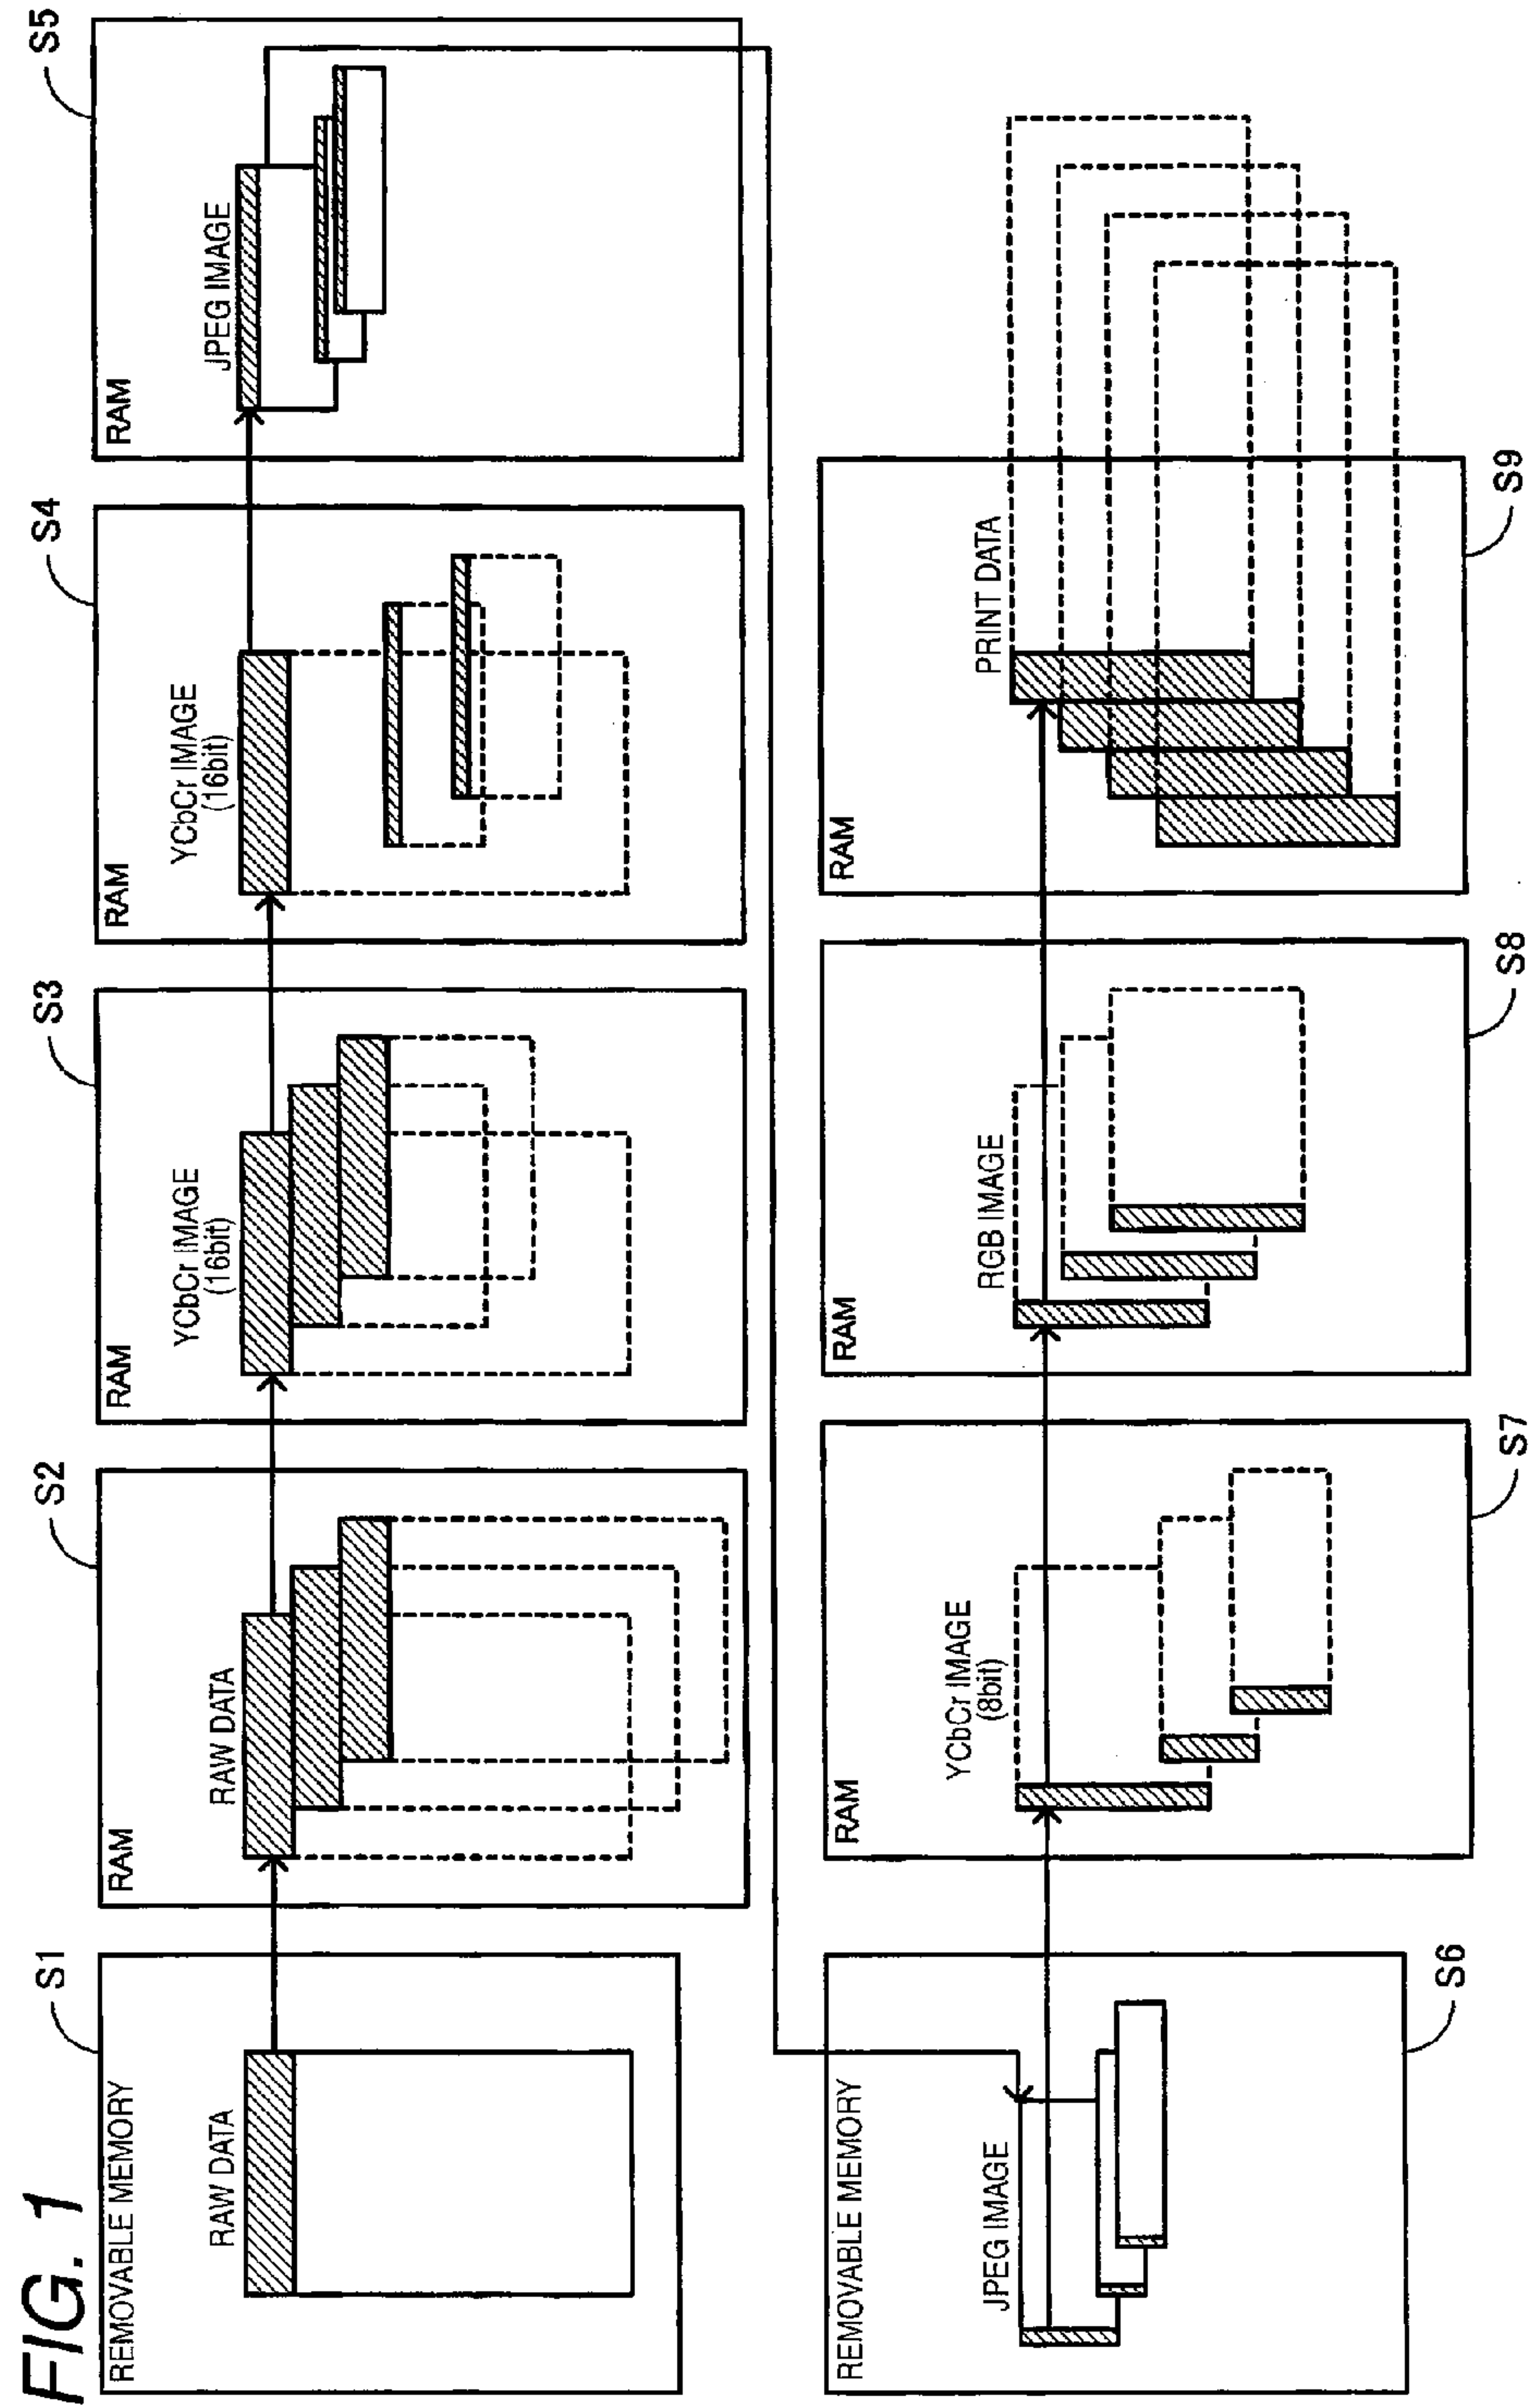 FIG. 1
S1
REMOVABLE MEMORY
RAW DATA
S2
RAM
RAW DATA
S3
RAM
YCbCr IMAGE
(16bit)
S4
RAM
YCbCr IMAGE
(16bit)
S5
RAM
JPEG IMAGE
REMOVABLE MEMORY
JPEG IMAGE
S6
RAM
YCbCr IMAGE
(8bit)
S7
RAM
RGB IMAGE
S8
RAM
PRINT DATA
S9